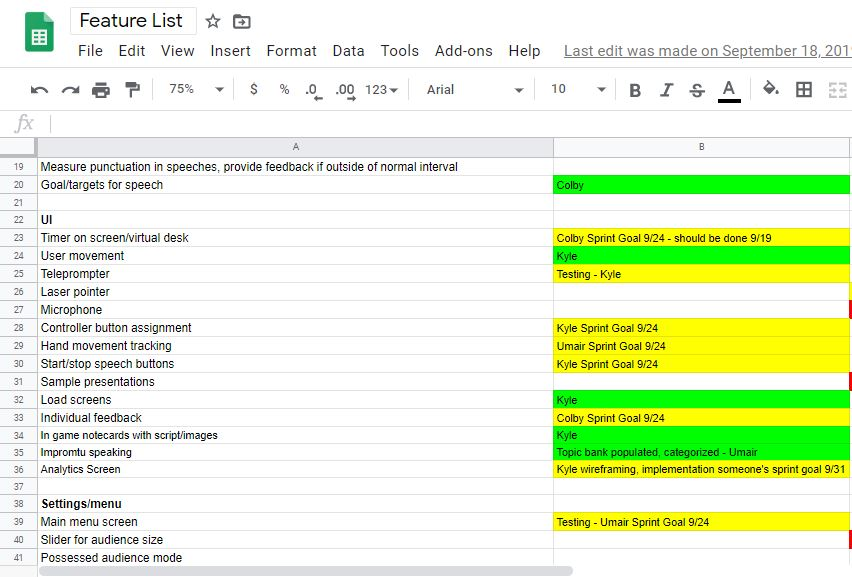 Feature List
File Edit View Insert Format Data Tools Add-ons Help Last edit was made on September 18, 201
75% $ % .0 .00 123 Arial 10 B I S A
fx
A B
19 Measure punctuation in speeches, provide feedback if outside of normal interval
20 Goal/targets for speech Colby
21
22 UI
23 Timer on screen/virtual desk Colby Sprint Goal 9/24 - should be done 9/19
24 User movement Kyle
25 Teleprompter Testing - Kyle
26 Laser pointer
27 Microphone
28 Controller button assignment Kyle Sprint Goal 9/24
29 Hand movement tracking Umair Sprint Goal 9/24
30 Start/stop speech buttons Kyle Sprint Goal 9/24
31 Sample presentations
32 Load screens Kyle
33 Individual feedback Colby Sprint Goal 9/24
34 In game notecards with script/images Kyle
35 Impromtu speaking Topic bank populated, categorized - Umair
36 Analytics Screen Kyle wireframing, implementation someone's sprint goal 9/31
37
38 Settings/menu
39 Main menu screen Testing - Umair Sprint Goal 9/24
40 Slider for audience size
41 Possessed audience mode